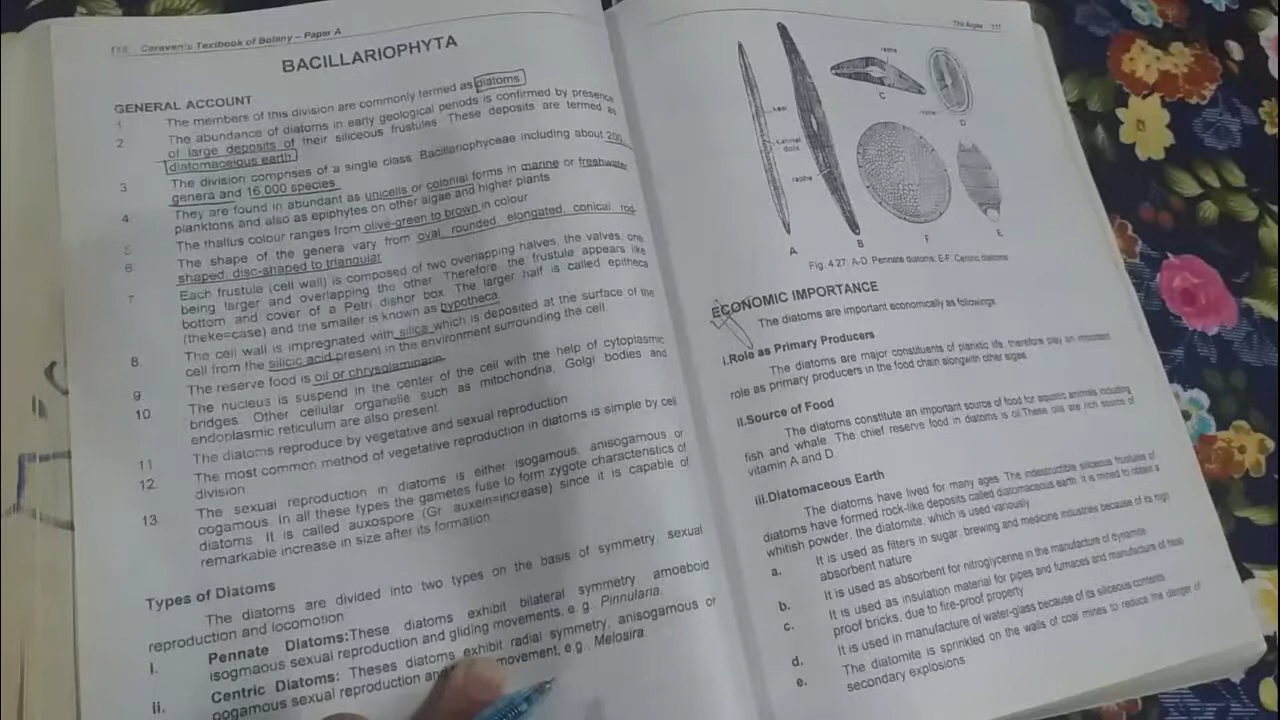 Caravan's Textbook of Botany – Paper A
BACILLARIOPHYTA
GENERAL ACCOUNT
1 The members of this division are commonly termed as diatoms
2 The abundance of diatoms in early geological periods is confirmed by presence
of large deposits of their siliceous frustules These deposits are termed as
diatomaceous earth
3 The division comprises of a single class Bacillariophyceae including about 200
genera and 16,000 species
4. They are found in abundant as unicells or colonial forms in marine or freshwater
planktons and also as epiphytes on other algae and higher plants
5 The thallus colour ranges from olive-green to brown in colour
6. The shape of the genera vary from oval, rounded, elongated, conical, rod-
shaped, disc-shaped to triangular
7 Each frustule (cell wall) is composed of two overlapping halves, the valves, one
being larger and overlapping the other Therefore the frustule appears like
bottom and cover of a Petri dishor box The larger half is called epitheca
(theke=case) and the smaller is known as hypotheca
8. The cell wall is impregnated with silica which is deposited at the surface of the
cell from the silicic acid present in the environment surrounding the cell
9 The reserve food is oil or chrysolaminarin
10. The nucleus is suspend in the center of the cell with the help of cytoplasmic
bridges. Other cellular organelle such as mitochondria, Golgi bodies and
endoplasmic reticulum are also present
11 The diatoms reproduce by vegetative and sexual reproduction
12. The most common method of vegetative reproduction in diatoms is simple by cell
division
13. The sexual reproduction in diatoms is either isogamous, anisogamous or
oogamous. In all these types the gametes fuse to form zygote characteristics of
diatoms. It is called auxospore (Gr auxein=increase) since it is capable of
remarkable increase in size after its formation
Types of Diatoms
The diatoms are divided into two types on the basis of symmetry, sexual
reproduction and locomotion
i. Pennate Diatoms:These diatoms exhibit bilateral symmetry amoeboid
isogmaous sexual reproduction and gliding movements, e.g., Pinnularia.
ii. Centric Diatoms: Theses diatoms exhibit radial symmetry, anisogamous or
oogamous sexual reproduction and movement, e.g., Melosira.
The Algae 177
raphe
C
D
raphe
A
B
F
E
Fig. 4.27: A-D. Pennate diatoms; E-F. Centric diatoms
ECONOMIC IMPORTANCE
The diatoms are important economically as followings
i.Role as Primary Producers
The diatoms are major constituents of planktic life, therefore play an important
role as primary producers in the food chain alongwith other algae
ii.Source of Food
The diatoms constitute an important source of food for aquatic animals including
fish and whale. The chief reserve food in diatoms is oil.These oils are rich source of
vitamin A and D.
iii.Diatomaceous Earth
The diatoms have lived for many ages. The indestructible siliceous frustules of
diatoms have formed rock-like deposits called diatomaceous earth. It is mined to obtain a
whitish powder, the diatomite, which is used variously
a. It is used as filters in sugar, brewing and medicine industries because of its high
absorbent nature
b. It is used as absorbent for nitroglycerine in the manufacture of dynamite
c. It is used as insulation material for pipes and furnaces and manufacture of heat
proof bricks, due to fire-proof property
d. It is used in manufacture of water-glass because of its siliceous contents
e. The diatomite is sprinkled on the walls of coal mines to reduce the danger of
secondary explosions